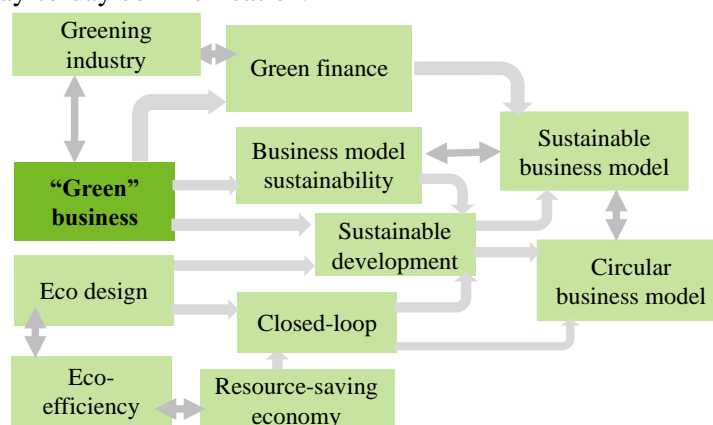 Greening
industry
Green finance
Business model
sustainability
Sustainable
business model
“Green”
business
Sustainable
development
Eco design
Circular
business model
Closed-loop
Eco-
efficiency
Resource-saving
economy